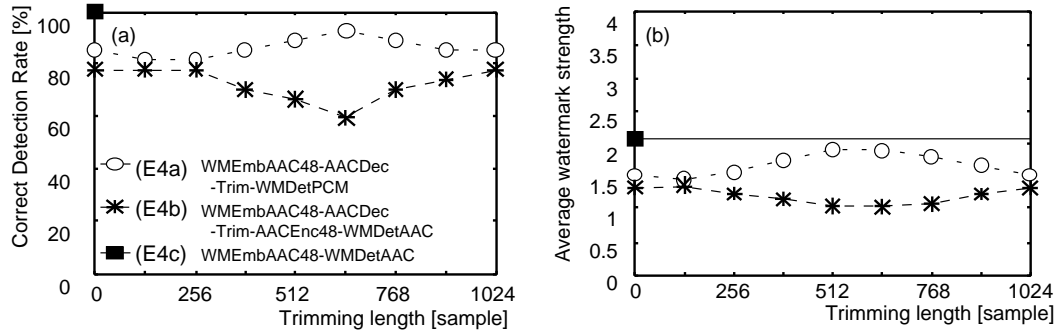 Correct Detection Rate [%]
100
80
60
40
20
0
(a)
(E4a) WMEmbAAC48-AACDec
-Trim-WMDetPCM
(E4b) WMEmbAAC48-AACDec
-Trim-AACEnc48-WMDetAAC
(E4c) WMEmbAAC48-WMDetAAC
0 256 512 768 1024
Trimming length [sample]
Average watermark strength
4
3.5
3
2.5
2
1.5
1
0.5
0
(b)
0 256 512 768 1024
Trimming length [sample]